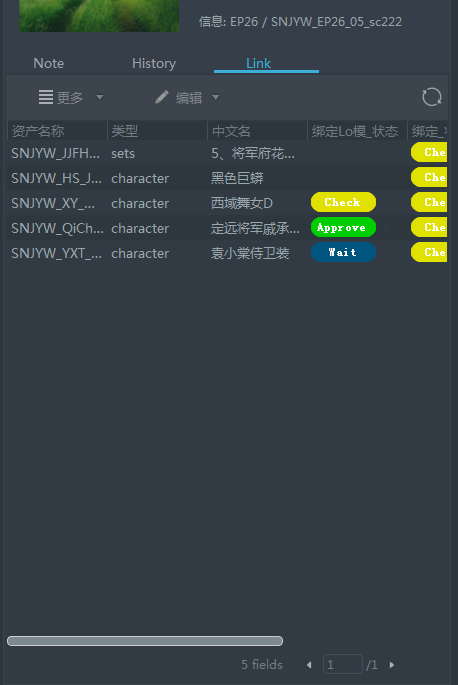 信息: EP26 / SNJYW_EP26_05_sc222
Note History Link
更多 编辑
资产名称 类型 中文名 绑定Lo模_状态 绑定_
SNJYW_JJFH... sets 5、将军府花... Che
SNJYW_HS_J... character 黑色巨蟒 Che
SNJYW_XY_... character 西域舞女D Check Che
SNJYW_QiCh... character 定远将军戚承... Approve Che
SNJYW_YXT_... character 袁小棠侍卫装 Wait Che
5 fields 1 /1